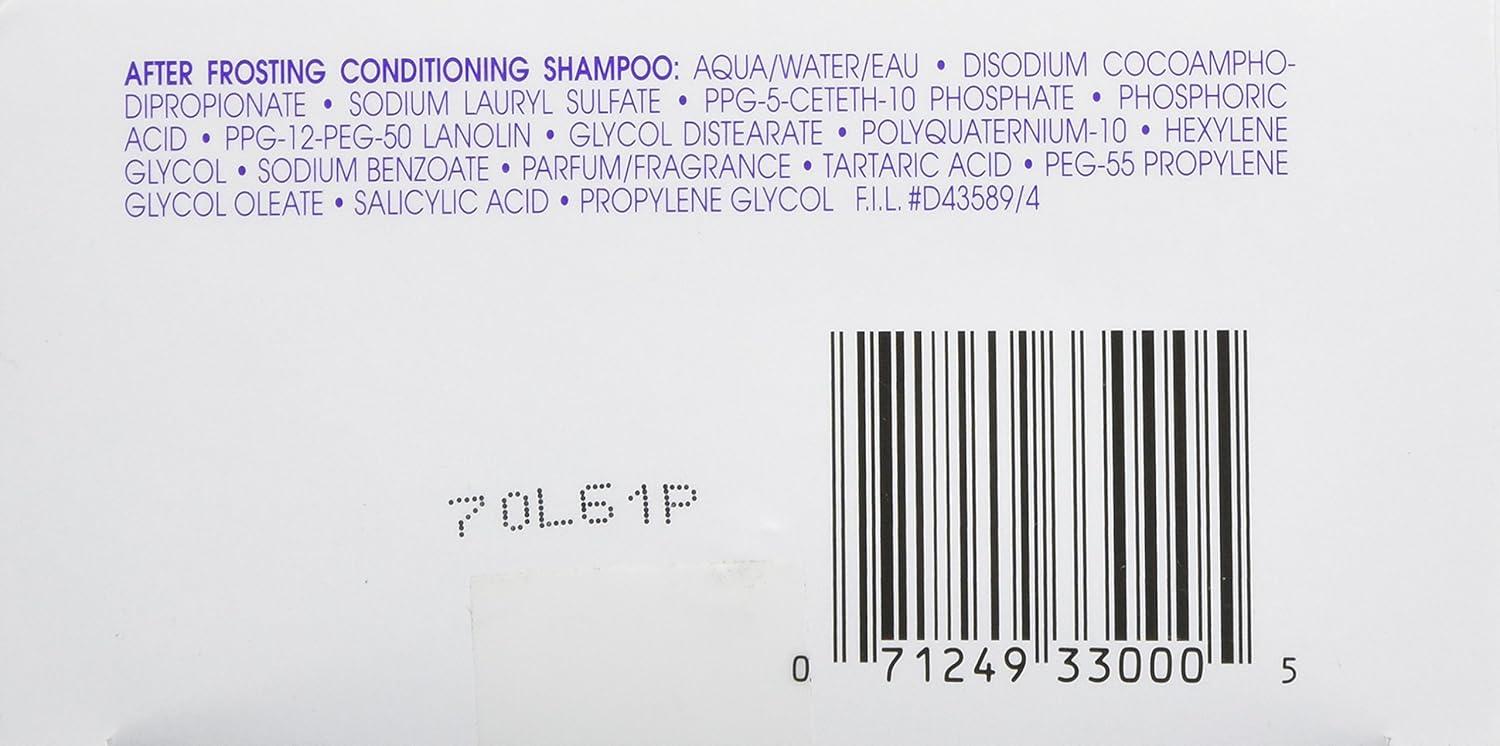 AFTER FROSTING CONDITIONING SHAMPOO: AQUA/WATER/EAU • DISODIUM COCOAMPHO-
DIPROPIONATE • SODIUM LAURYL SULFATE • PPG-5-CETETH-10 PHOSPHATE • PHOSPHORIC
ACID • PPG-12-PEG-50 LANOLIN • GLYCOL DISTEARATE • POLYQUATERNIUM-10 • HEXYLENE
GLYCOL • SODIUM BENZOATE • PARFUM/FRAGRANCE • TARTARIC ACID • PEG-55 PROPYLENE
GLYCOL OLEATE • SALICYLIC ACID • PROPYLENE GLYCOL F.I.L. #D43589/4
70L61P
0 71249 33000 5